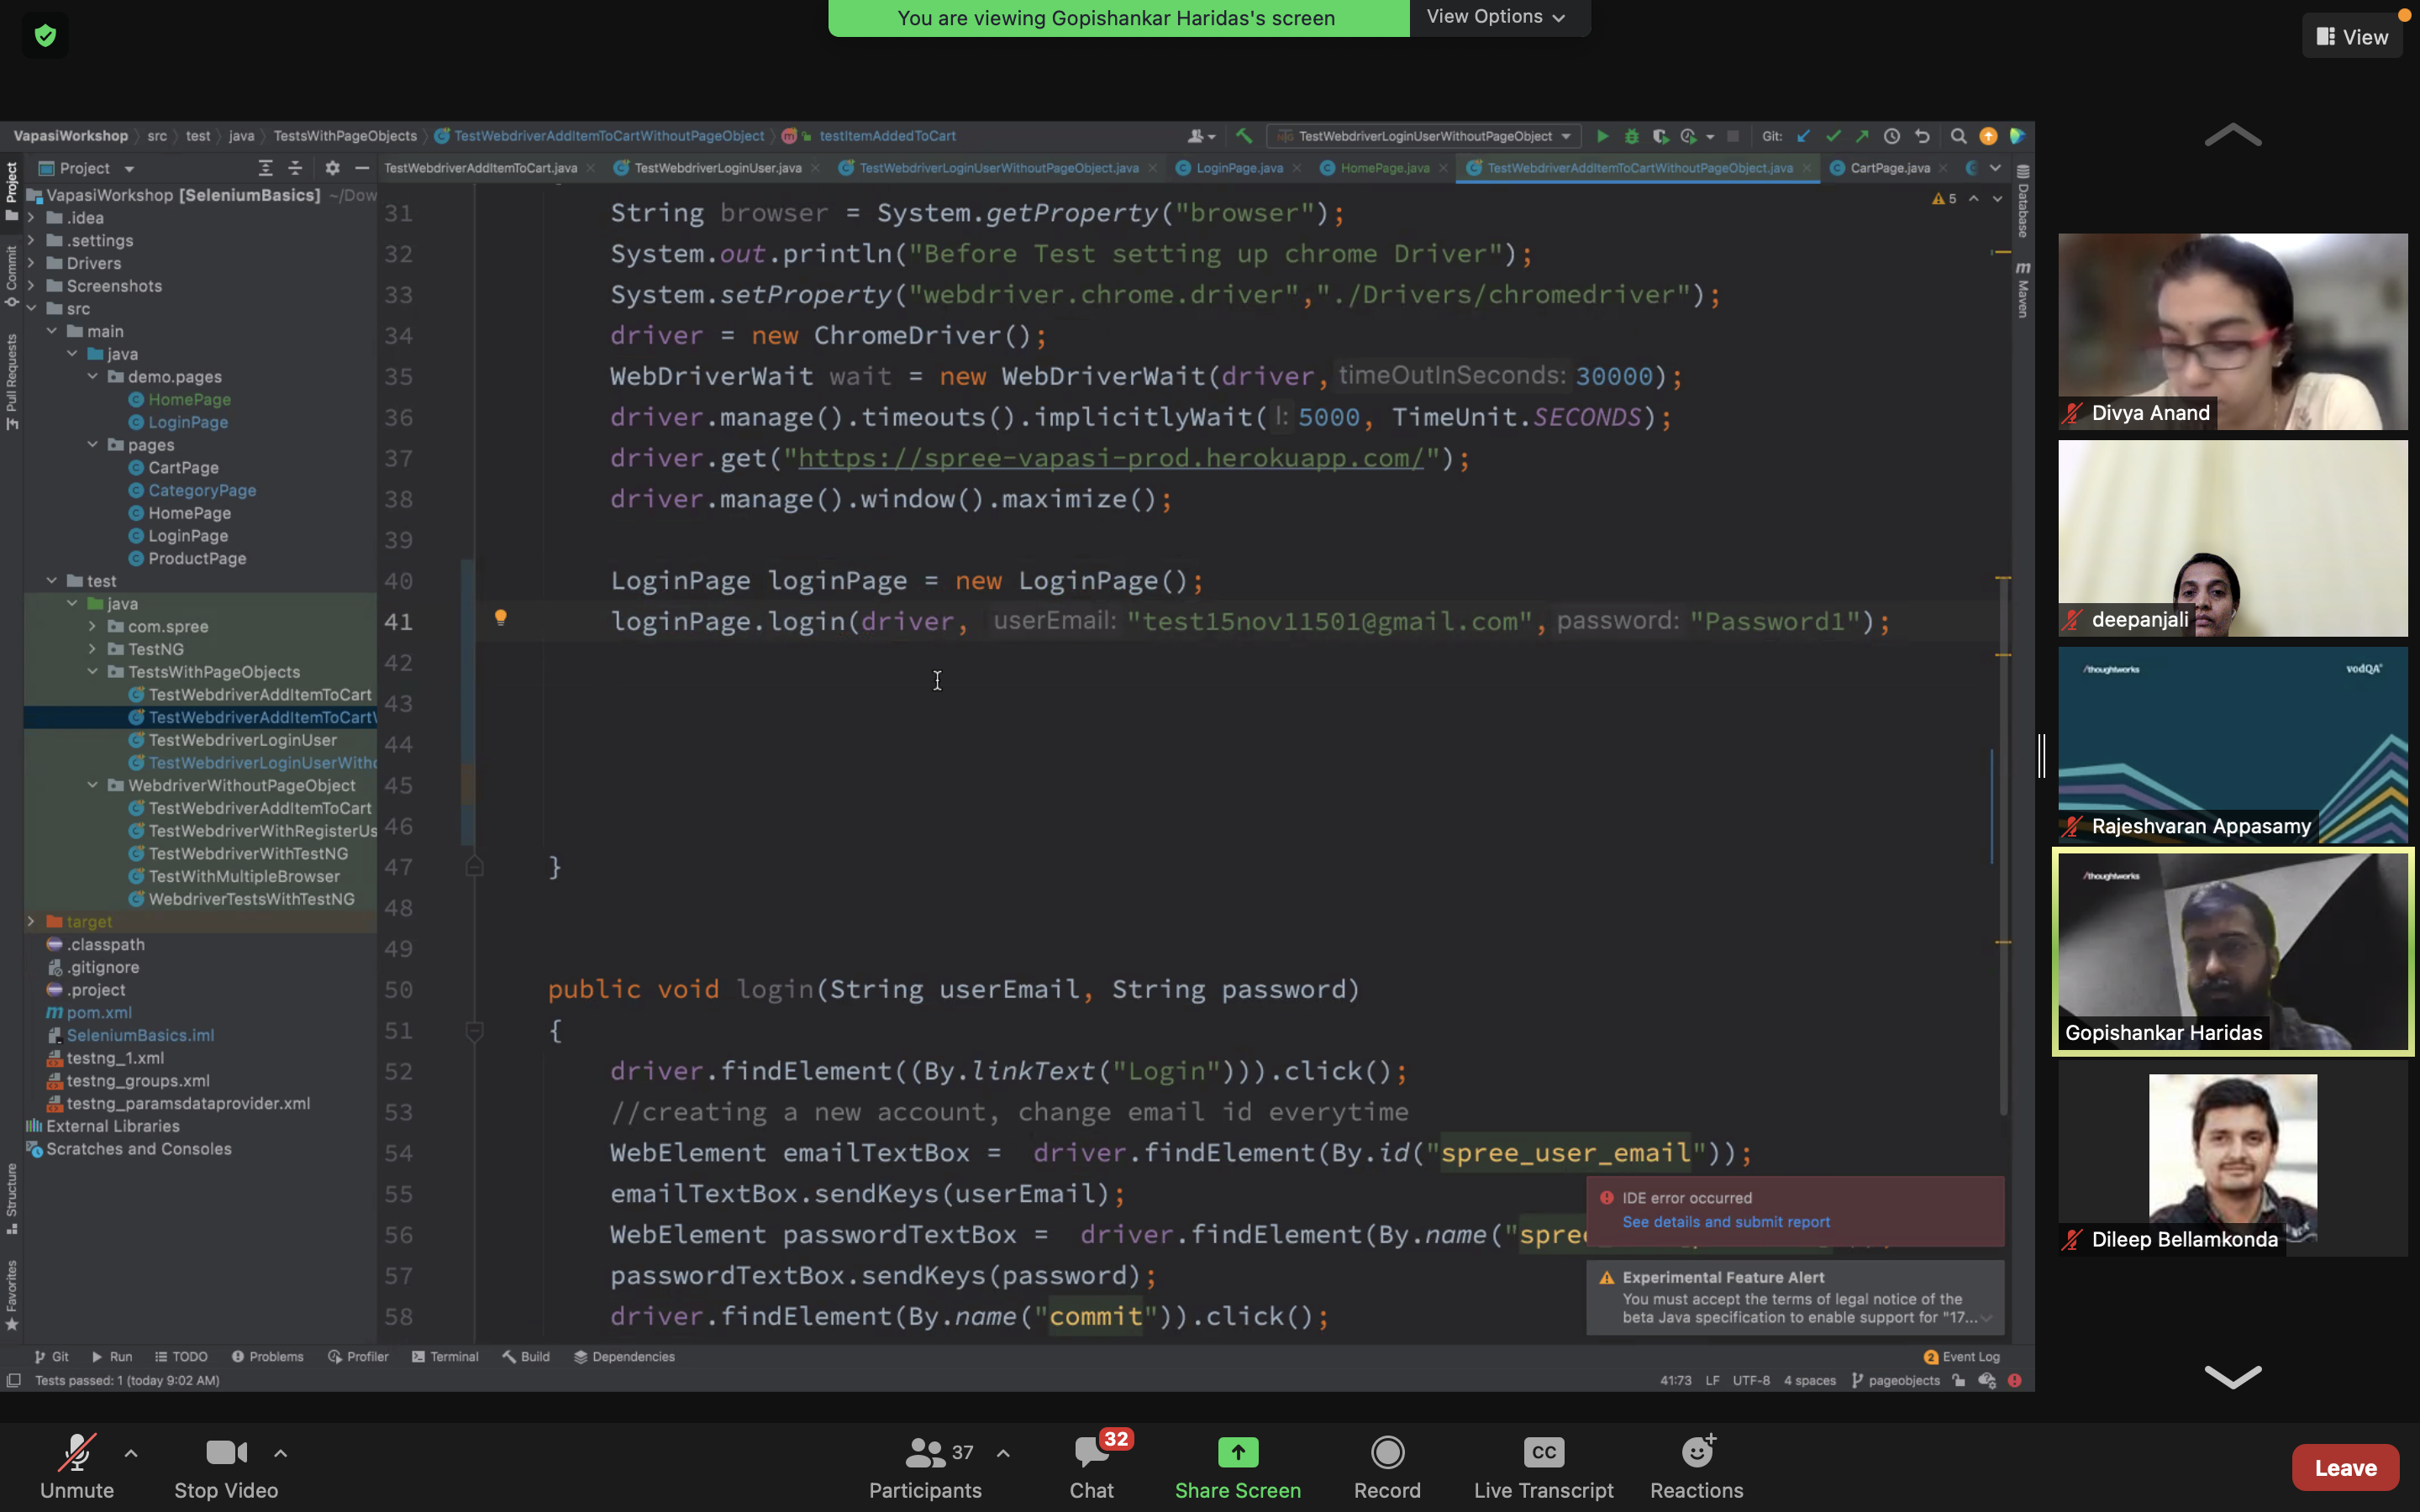 You are viewing Gopishankar Haridas's screen
View Options
View
VapasiWorkshop
src
test
java
TestsWithPageObjects
TestWebdriverAddItemToCartWithoutPageObject
testItemAddedToCart
TestWebdriverLoginUserWithoutPageObject
Git:
Project
TestWebdriverAddItemToCart.java
TestWebdriverLoginUser.java
TestWebdriverLoginUserWithoutPageObject.java
LoginPage.java
HomePage.java
TestWebdriverAddItemToCartWithoutPageObject.java
CartPage.java
Project
Commit
Pull Requests
Structure
Favorites
Database
Maven
VapasiWorkshop [SeleniumBasics] ~/Dow
.idea
.settings
Drivers
Screenshots
src
main
java
demo.pages
HomePage
LoginPage
pages
CartPage
CategoryPage
HomePage
LoginPage
ProductPage
test
java
com.spree
TestNG
TestsWithPageObjects
TestWebdriverAddItemToCart
TestWebdriverAddItemToCartW
TestWebdriverLoginUser
TestWebdriverLoginUserWitho
WebdriverWithoutPageObject
TestWebdriverAddItemToCart
TestWebdriverWithRegisterUs
TestWebdriverWithTestNG
TestWithMultipleBrowser
WebdriverTestsWithTestNG
target
.classpath
.gitignore
.project
pom.xml
SeleniumBasics.iml
testng_1.xml
testng_groups.xml
testng_paramsdataprovider.xml
External Libraries
Scratches and Consoles
5
31 String browser = System.getProperty("browser");
32 System.out.println("Before Test setting up chrome Driver");
33 System.setProperty("webdriver.chrome.driver","./Drivers/chromedriver");
34 driver = new ChromeDriver();
35 WebDriverWait wait = new WebDriverWait(driver, timeOutInSeconds: 30000);
36 driver.manage().timeouts().implicitlyWait( l: 5000, TimeUnit.SECONDS);
37 driver.get("https://spree-vapasi-prod.herokuapp.com/");
38 driver.manage().window().maximize();
39
40 LoginPage loginPage = new LoginPage();
41 loginPage.login(driver, userEmail: "test15nov11501@gmail.com", password: "Password1");
42
43
44
45
46
47 }
48
49
50 public void login(String userEmail, String password)
51 {
52 driver.findElement((By.linkText("Login"))).click();
53 //creating a new account, change email id everytime
54 WebElement emailTextBox = driver.findElement(By.id("spree_user_email"));
55 emailTextBox.sendKeys(userEmail);
56 WebElement passwordTextBox = driver.findElement(By.name("spree
57 passwordTextBox.sendKeys(password);
58 driver.findElement(By.name("commit")).click();
IDE error occurred
See details and submit report
Experimental Feature Alert
You must accept the terms of legal notice of the
beta Java specification to enable support for "17...
Git
Run
TODO
Problems
Profiler
Terminal
Build
Dependencies
2 Event Log
Tests passed: 1 (today 9:02 AM)
41:73 LF UTF-8 4 spaces pageobjects
Divya Anand
deepanjali
/thoughtworks
vodQA
Rajeshvaran Appasamy
/thoughtworks
Gopishankar Haridas
Dileep Bellamkonda
Unmute
Stop Video
37
Participants
32
Chat
Share Screen
Record
CC
Live Transcript
Reactions
Leave